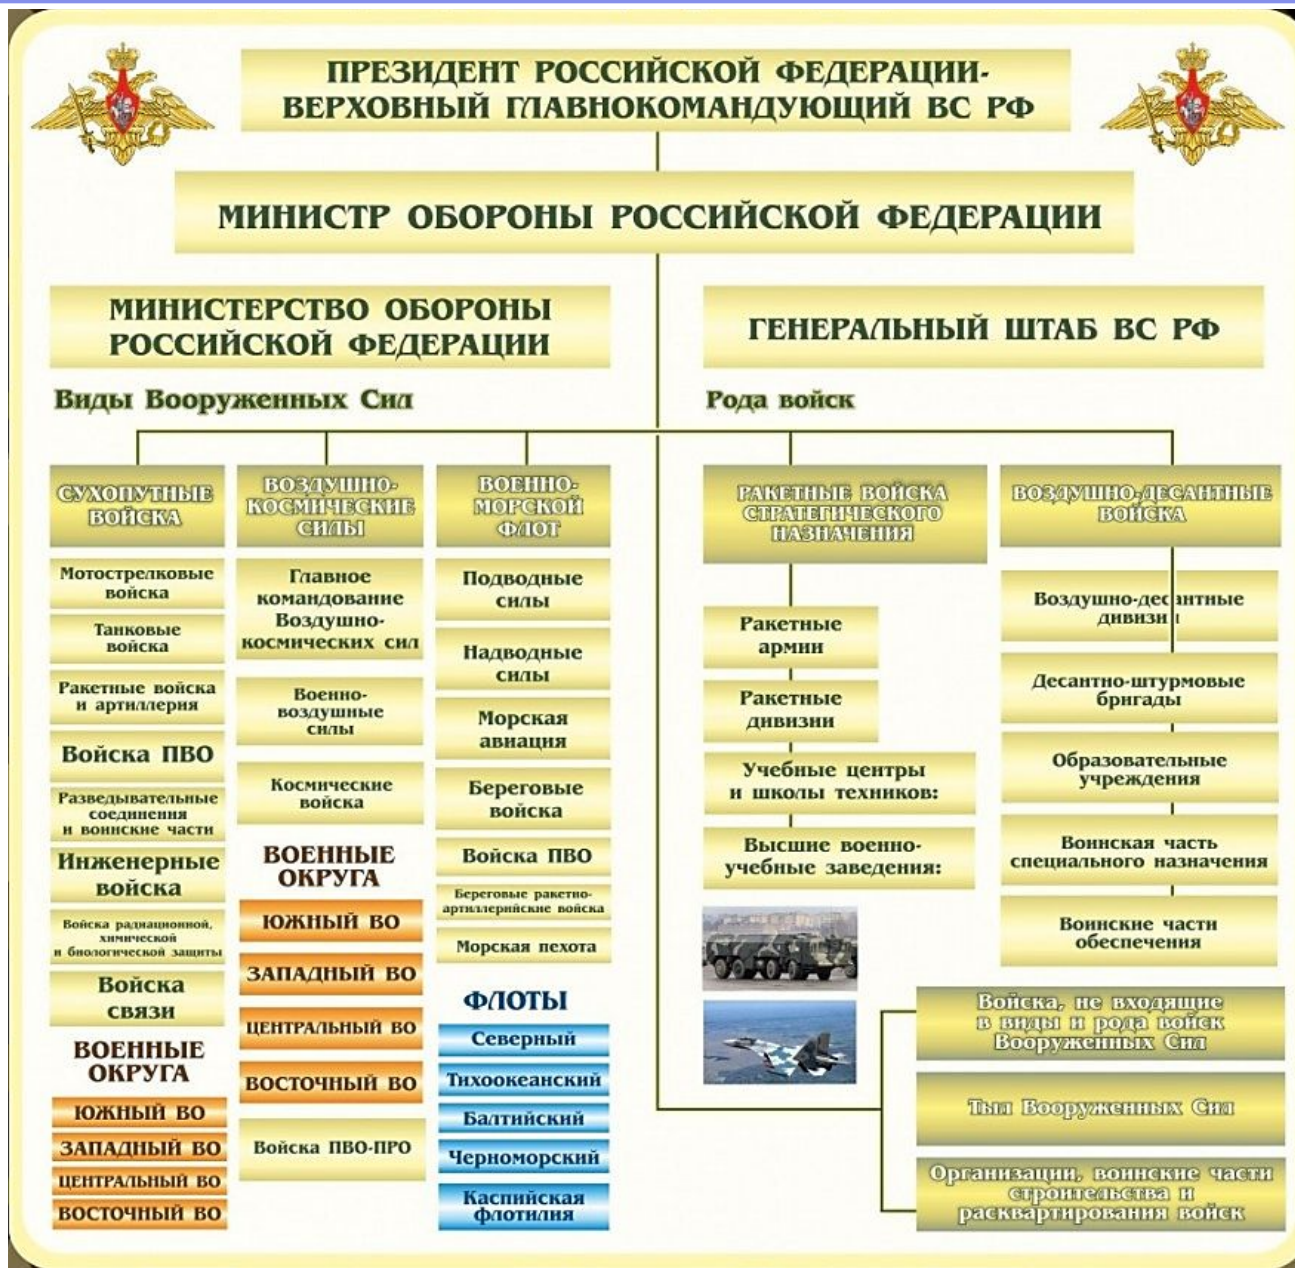 ПРЕЗИДЕНТ РОССИЙСКОЙ ФЕДЕРАЦИИ-
ВЕРХОВНЫЙ ГЛАВНОКОМАНДУЮЩИЙ ВС РФ
МИНИСТР ОБОРОНЫ РОССИЙСКОЙ ФЕДЕРАЦИИ
МИНИСТЕРСТВО ОБОРОНЫ
РОССИЙСКОЙ ФЕДЕРАЦИИ
ГЕНЕРАЛЬНЫЙ ШТАБ ВС РФ
Виды Вооруженных Сил
Рода войск
СУХОПУТНЫЕ
ВОЙСКА
Мотострелковые
войска
Танковые
войска
Ракетные войска
и артиллерия
Войска ПВО
Разведывательные
соединения
и воинские части
Инженерные
войска
Войска радиационной,
химической
и биологической защиты
Войска
связи
ВОЕННЫЕ
ОКРУГА
ЮЖНЫЙ ВО
ЗАПАДНЫЙ ВО
ЦЕНТРАЛЬНЫЙ ВО
ВОСТОЧНЫЙ ВО
ВОЗДУШНО-
КОСМИЧЕСКИЕ
СИЛЫ
Главное
командование
Воздушно-
космических сил
Военно-
воздушные
силы
Космические
войска
ВОЕННЫЕ
ОКРУГА
ЮЖНЫЙ ВО
ЗАПАДНЫЙ ВО
ЦЕНТРАЛЬНЫЙ ВО
ВОСТОЧНЫЙ ВО
Войска ПВО-ПРО
ВОЕННО-
МОРСКОЙ
ФЛОТ
Подводные
силы
Надводные
силы
Морская
авиация
Береговые
войска
Войска ПВО
Береговые ракетно-
артиллерийские войска
Морская пехота
ФЛОТЫ
Северный
Тихоокеанский
Балтийский
Черноморский
Каспийская
флотилия
РАКЕТНЫЕ ВОЙСКА
СТРАТЕГИЧЕСКОГО
НАЗНАЧЕНИЯ
Ракетные
армии
Ракетные
дивизии
Учебные центры
и школы техников:
Высшие военно-
учебные заведения:
ВОЗДУШНО-ДЕСАНТНЫЕ
ВОЙСКА
Воздушно-десантные
дивизии
Десантно-штурмовые
бригады
Образовательные
учреждения
Воинская часть
специального назначения
Воинские части
обеспечения
Войска, не входящие
в виды и рода войск
Вооруженных Сил
Тыл Вооруженных Сил
Организации, воинские части
строительства и
расквартирования войск